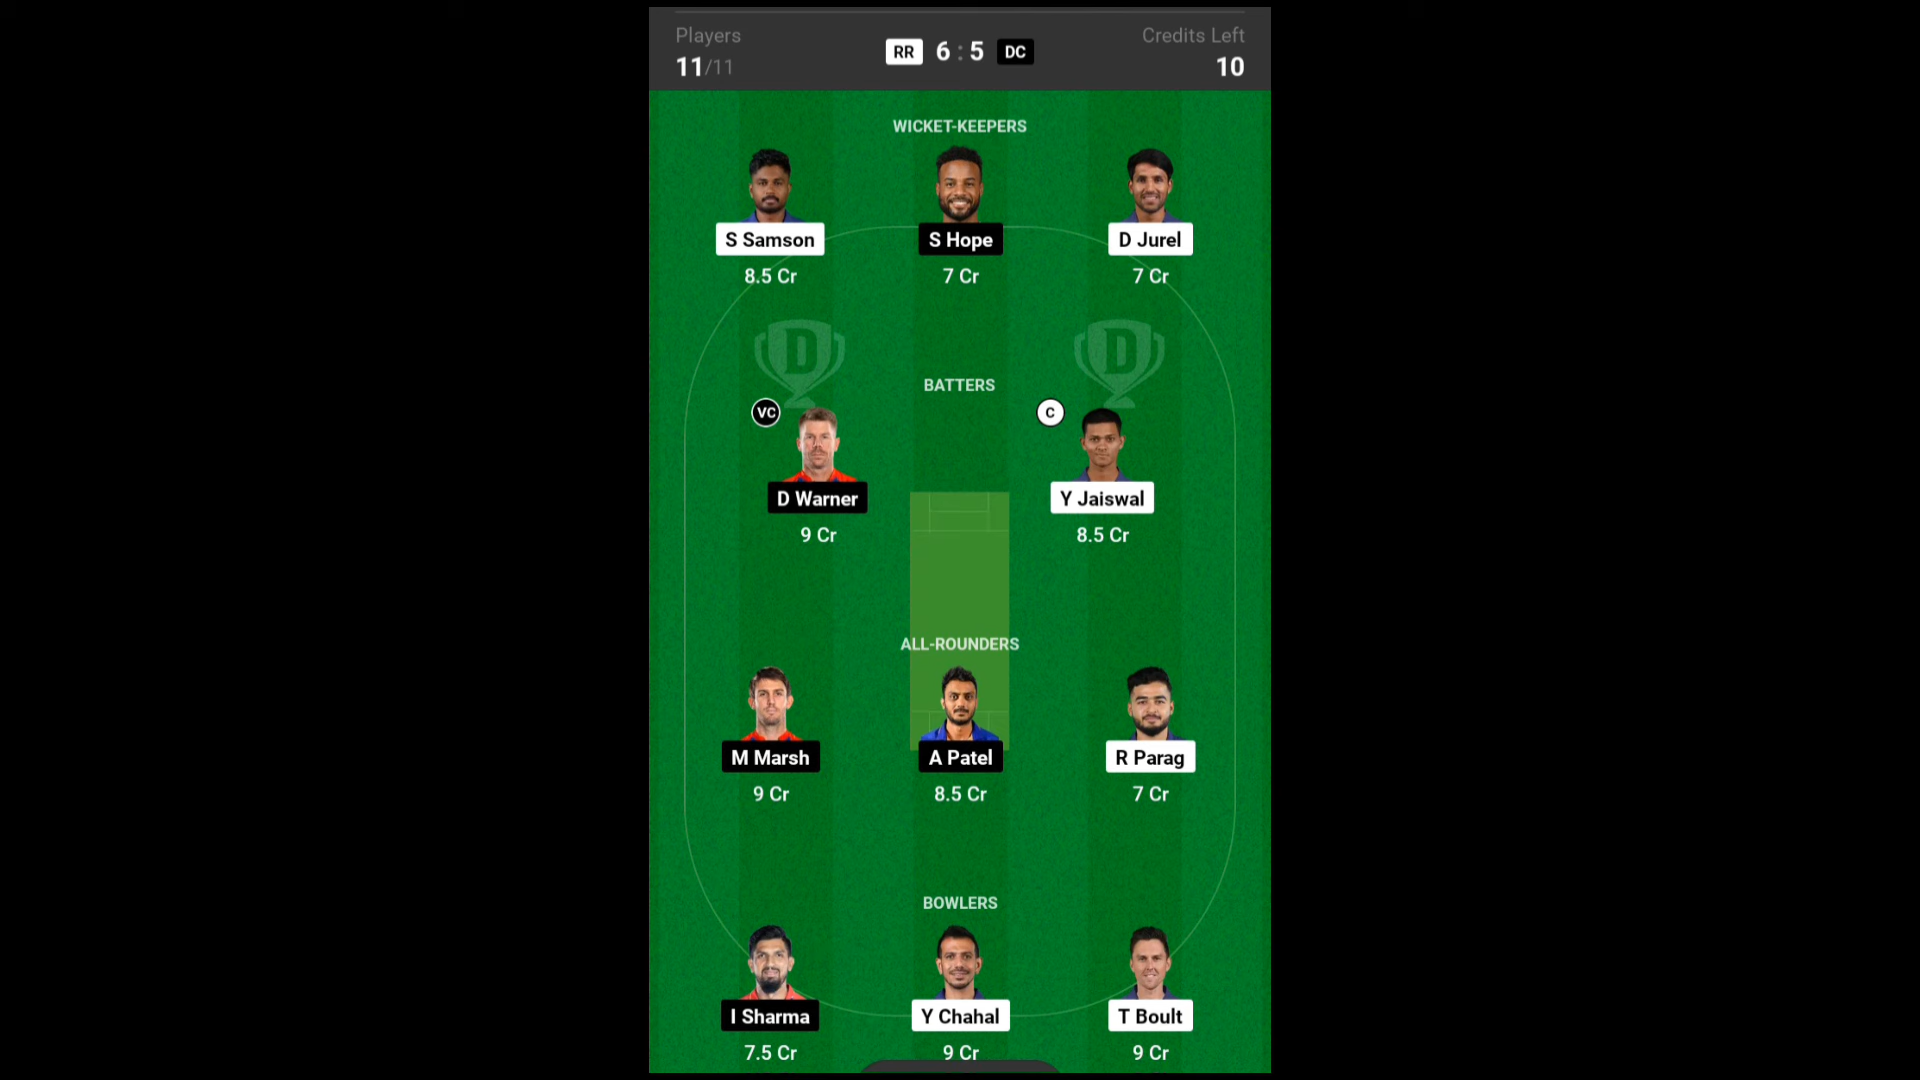 Players
Credits Left
RR 6 : 5 DC
11/11
10
WICKET-KEEPERS
S Samson
S Hope
D Jurel
8.5 Cr
7 Cr
7 Cr
D
D
BATTERS
VC
C
D Warner
Y Jaiswal
9 Cr
8.5 Cr
ALL-ROUNDERS
M Marsh
A Patel
R Parag
9 Cr
8.5 Cr
7 Cr
BOWLERS
I Sharma
Y Chahal
T Boult
7.5 Cr
9 Cr
9 Cr